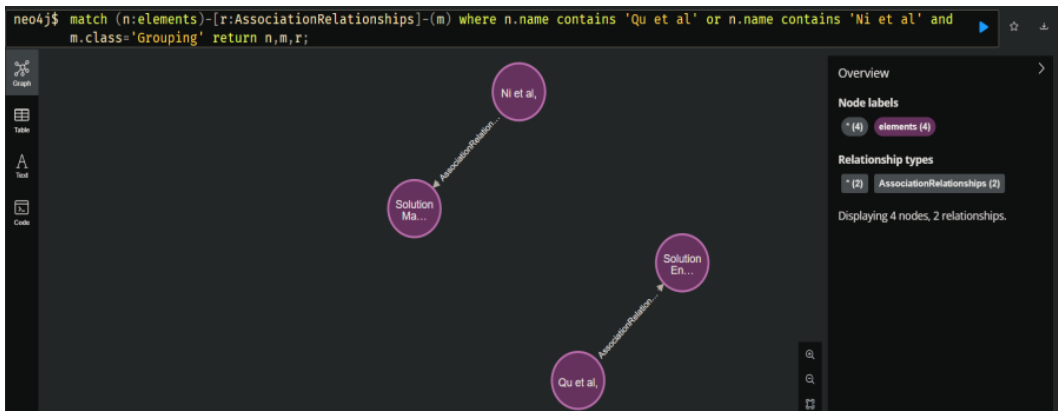 neo4j$ match (n:elements)-[r:AssociationRelationships]-(m) where n.name contains 'Qu et al' or n.name contains 'Ni et al' and
m.class='Grouping' return n,m,r;
Graph
Table
Text
Code
Ni et al,
AssociationRelation…
Solution
Ma…
Solution
En…
AssociationRelation…
Qu et al,
Overview
Node labels
* (4) elements (4)
Relationship types
* (2) AssociationRelationships (2)
Displaying 4 nodes, 2 relationships.